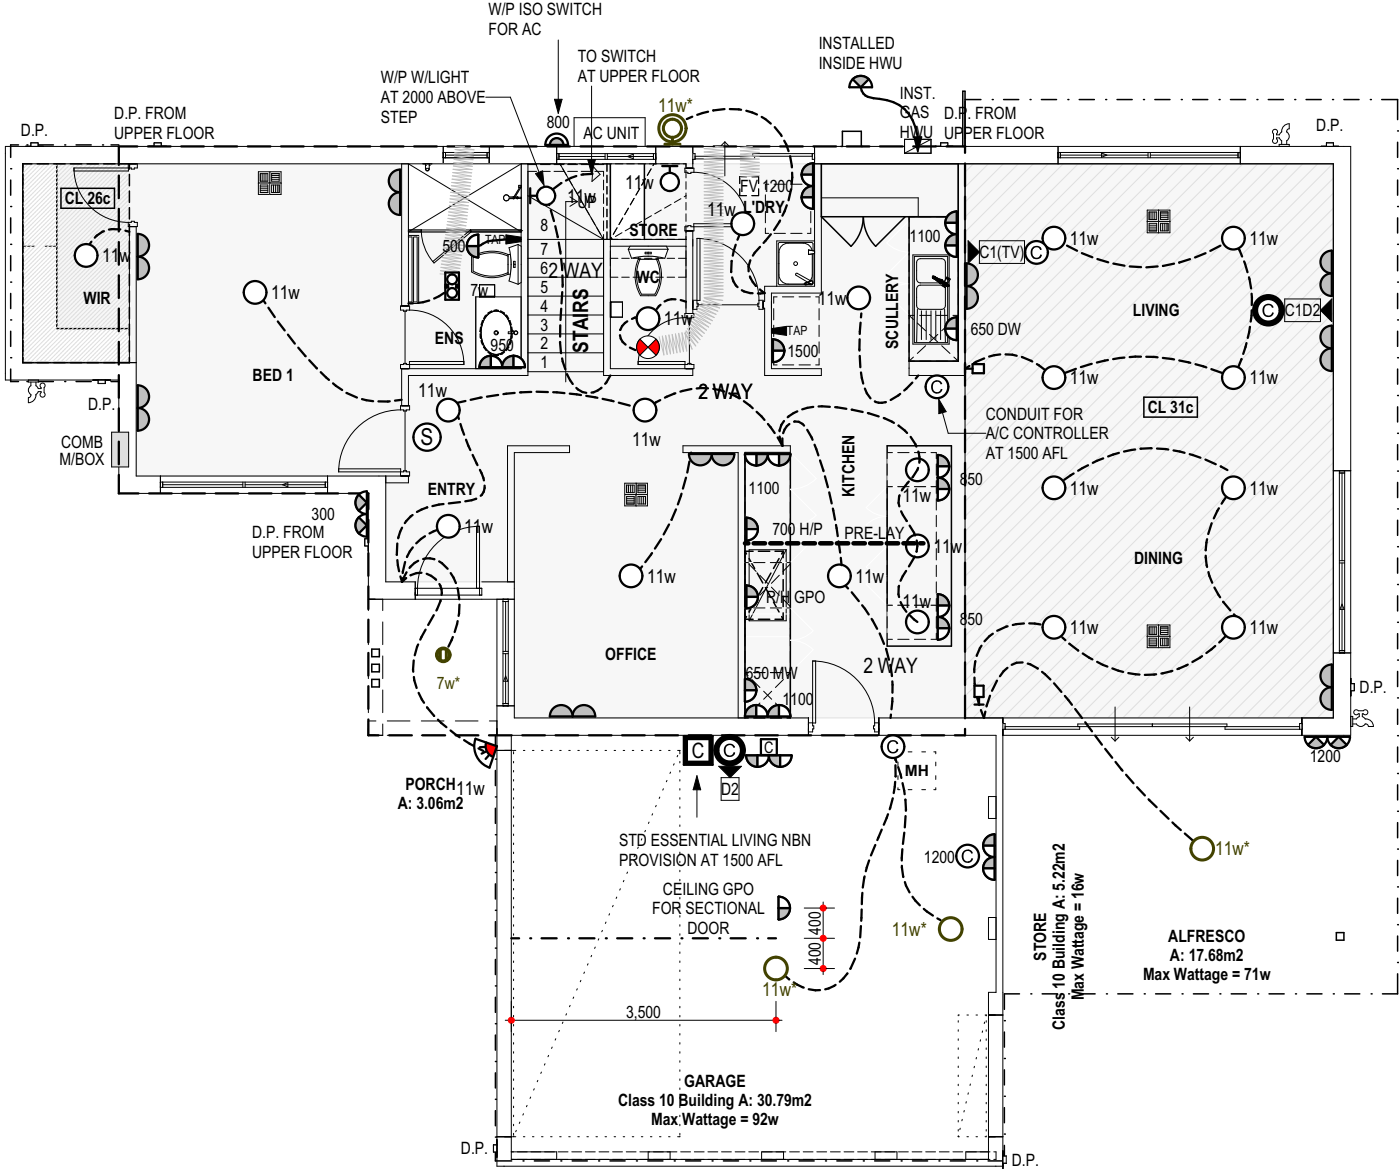 W/P ISO SWITCH
FOR AC
TO SWITCH
AT UPPER FLOOR
INSTALLED
INSIDE HWU
W/P W/LIGHT
AT 2000 ABOVE
STEP
INST.
GAS
HWU
D.P. FROM
UPPER FLOOR
D.P. FROM
UPPER FLOOR
D.P.
D.P.
800
AC UNIT
11w*
CL 26c
11w
WIR
11w
BED 1
D.P.
COMB
M/BOX
500
TAP
7w
ENS
950
11w
UP
8
7
6
5
4
3
2
1
2 WAY
STAIRS
11w
STORE
WC
11w
FV
1200
L'DRY
11w
TAP
1500
11w
SCULLERY
1100
650 DW
C1(TV)
C
11w
11w
LIVING
C
C1D2
11w
11w
CL 31c
C
CONDUIT FOR
A/C CONTROLLER
AT 1500 AFL
11w
S
11w
2 WAY
ENTRY
11w
300
D.P. FROM
UPPER FLOOR
11w
OFFICE
1100
KITCHEN
700 H/P
PRE-LAY
11w
11w
11w
11w
850
850
R/H GPO
650 MW
1100
2 WAY
11w
11w
DINING
11w
11w
D.P.
7w*
PORCH
A: 3.06m2
11w
C
C
C
D2
C
MH
1200
C
1200
STD ESSENTIAL LIVING NBN
PROVISION AT 1500 AFL
CEILING GPO
FOR SECTIONAL
DOOR
400
400
11w*
11w*
3,500
11w*
STORE
Class 10 Building A: 5.22m2
Max Wattage = 16w
ALFRESCO
A: 17.68m2
Max Wattage = 71w
GARAGE
Class 10 Building A: 30.79m2
Max Wattage = 92w
D.P.
D.P.